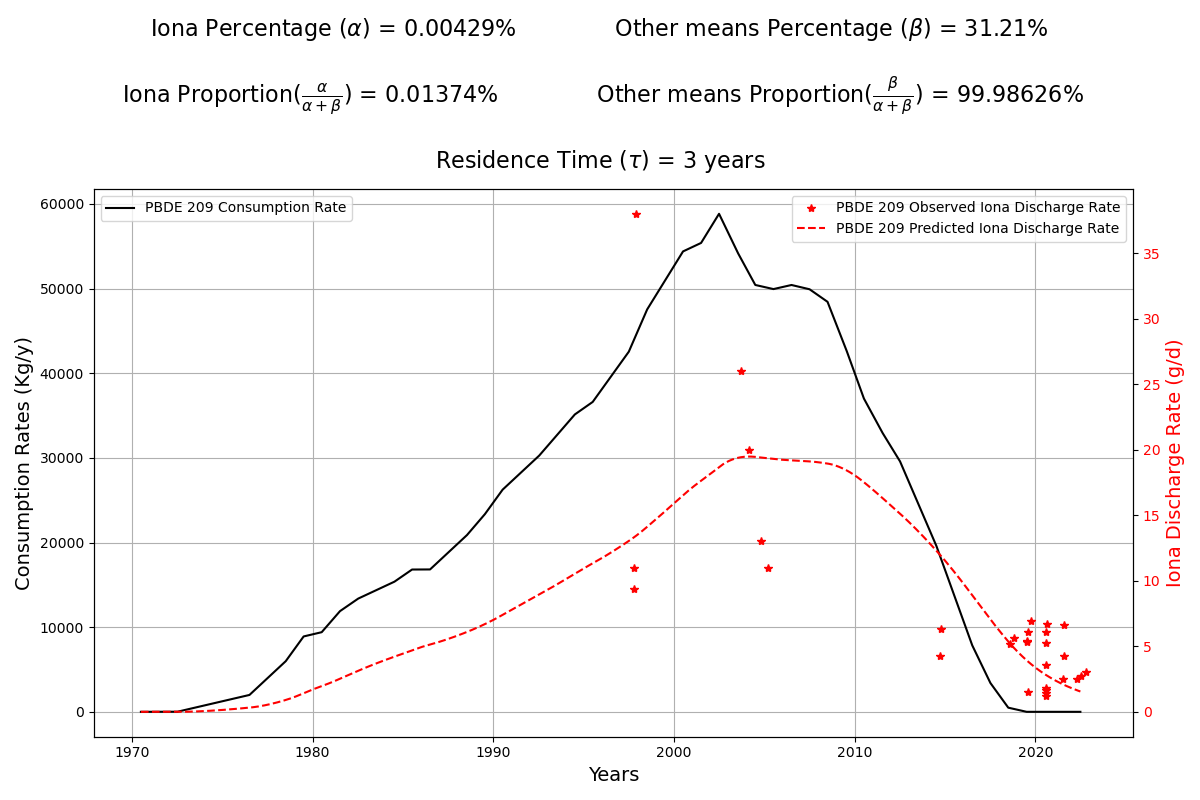 Iona Percentage (α) = 0.00429%
Other means Percentage (β) = 31.21%
Iona Proportion(α/(α+β)) = 0.01374%
Other means Proportion(β/(α+β)) = 99.98626%
Residence Time (τ) = 3 years
PBDE 209 Consumption Rate
PBDE 209 Observed Iona Discharge Rate
PBDE 209 Predicted Iona Discharge Rate
Consumption Rates (Kg/y)
60000
50000
40000
30000
20000
10000
0
35
30
25
20
15
10
5
0
Iona Discharge Rate (g/d)
1970 1980 1990 2000 2010 2020
Years